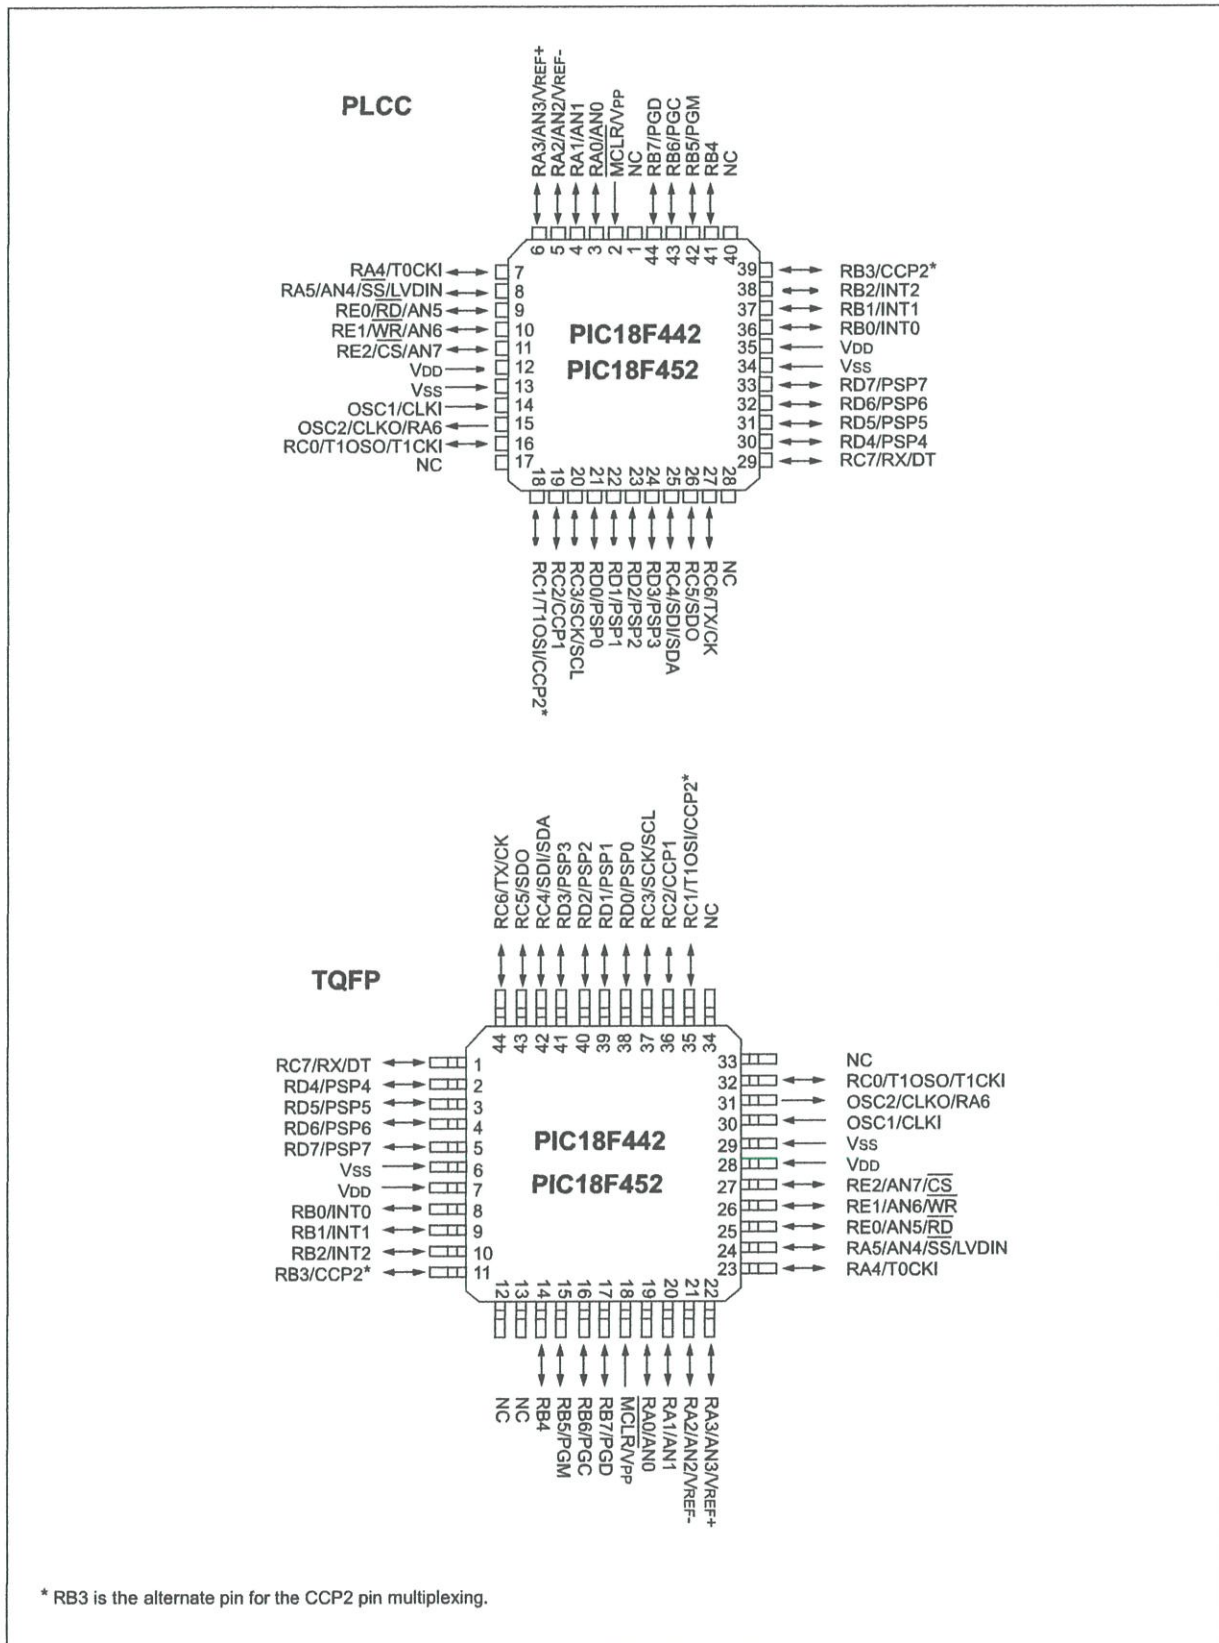 PLCC
RA3/AN3/VREF+
RA2/AN2/VREF-
RA1/AN1
RA0/AN0
MCLR/VPP
NC
RB7/PGD
RB6/PGC
RB5/PGM
RB4
NC
6
5
4
3
2
1
44
43
42
41
40
RA4/T0CKI 7
RA5/AN4/SS/LVDIN 8
RE0/RD/AN5 9
RE1/WR/AN6 10
RE2/CS/AN7 11
VDD 12
VSS 13
OSC1/CLKI 14
OSC2/CLKO/RA6 15
RC0/T1OSO/T1CKI 16
NC 17
PIC18F442
PIC18F452
39 RB3/CCP2*
38 RB2/INT2
37 RB1/INT1
36 RB0/INT0
35 VDD
34 VSS
33 RD7/PSP7
32 RD6/PSP6
31 RD5/PSP5
30 RD4/PSP4
29 RC7/RX/DT
18
19
20
21
22
23
24
25
26
27
28
RC1/T1OSI/CCP2*
RC2/CCP1
RC3/SCK/SCL
RD0/PSP0
RD1/PSP1
RD2/PSP2
RD3/PSP3
RC4/SDI/SDA
RC5/SDO
RC6/TX/CK
NC
TQFP
RC6/TX/CK
RC5/SDO
RC4/SDI/SDA
RD3/PSP3
RD2/PSP2
RD1/PSP1
RD0/PSP0
RC3/SCK/SCL
RC2/CCP1
RC1/T1OSI/CCP2*
NC
44
43
42
41
40
39
38
37
36
35
34
RC7/RX/DT 1
RD4/PSP4 2
RD5/PSP5 3
RD6/PSP6 4
RD7/PSP7 5
VSS 6
VDD 7
RB0/INT0 8
RB1/INT1 9
RB2/INT2 10
RB3/CCP2* 11
PIC18F442
PIC18F452
33 NC
32 RC0/T1OSO/T1CKI
31 OSC2/CLKO/RA6
30 OSC1/CLKI
29 VSS
28 VDD
27 RE2/AN7/CS
26 RE1/AN6/WR
25 RE0/AN5/RD
24 RA5/AN4/SS/LVDIN
23 RA4/T0CKI
12
13
14
15
16
17
18
19
20
21
22
NC
NC
RB4
RB5/PGM
RB6/PGC
RB7/PGD
MCLR/VPP
RA0/AN0
RA1/AN1
RA2/AN2/VREF-
RA3/AN3/VREF+
* RB3 is the alternate pin for the CCP2 pin multiplexing.